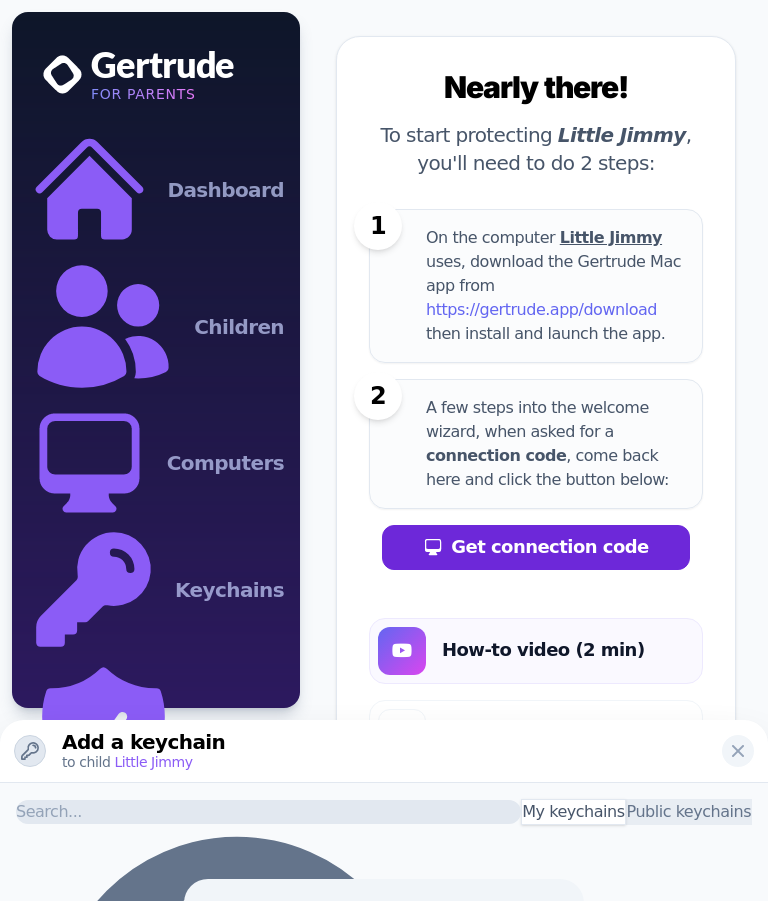 Gertrude
FOR PARENTS
Dashboard
Children
Computers
Keychains
Nearly there!
To start protecting Little Jimmy,
you'll need to do 2 steps:
1
On the computer Little Jimmy
uses, download the Gertrude Mac
app from
https://gertrude.app/download
then install and launch the app.
2
A few steps into the welcome
wizard, when asked for a
connection code, come back
here and click the button below:
Get connection code
How-to video (2 min)
Add a keychain
to child Little Jimmy
Search...
My keychains
Public keychains